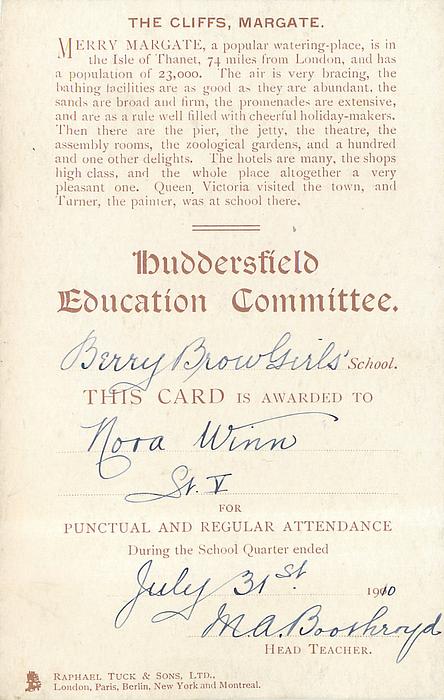 THE CLIFFS, MARGATE.
MERRY MARGATE, a popular watering-place, is in
the Isle of Thanet, 74 miles from London, and has
a population of 23,000. The air is very bracing, the
bathing facilities are as good as they are abundant, the
sands are broad and firm, the promenades are extensive,
and are as a rule well filled with cheerful holiday-makers.
Then there are the pier, the jetty, the theatre, the
assembly rooms, the zoological gardens, and a hundred
and one other delights. The hotels are many, the shops
high class, and the whole place altogether a very
pleasant one. Queen Victoria visited the town, and
Turner, the painter, was at school there.
Huddersfield
Education Committee.
Berry Brow Girls' School.
THIS CARD IS AWARDED TO
Nora Winn
St. V
FOR
PUNCTUAL AND REGULAR ATTENDANCE
During the School Quarter ended
July 31st 1910
M.A. Boothroyd
HEAD TEACHER.
RAPHAEL TUCK & SONS, LTD.,
London, Paris, Berlin, New York and Montreal.